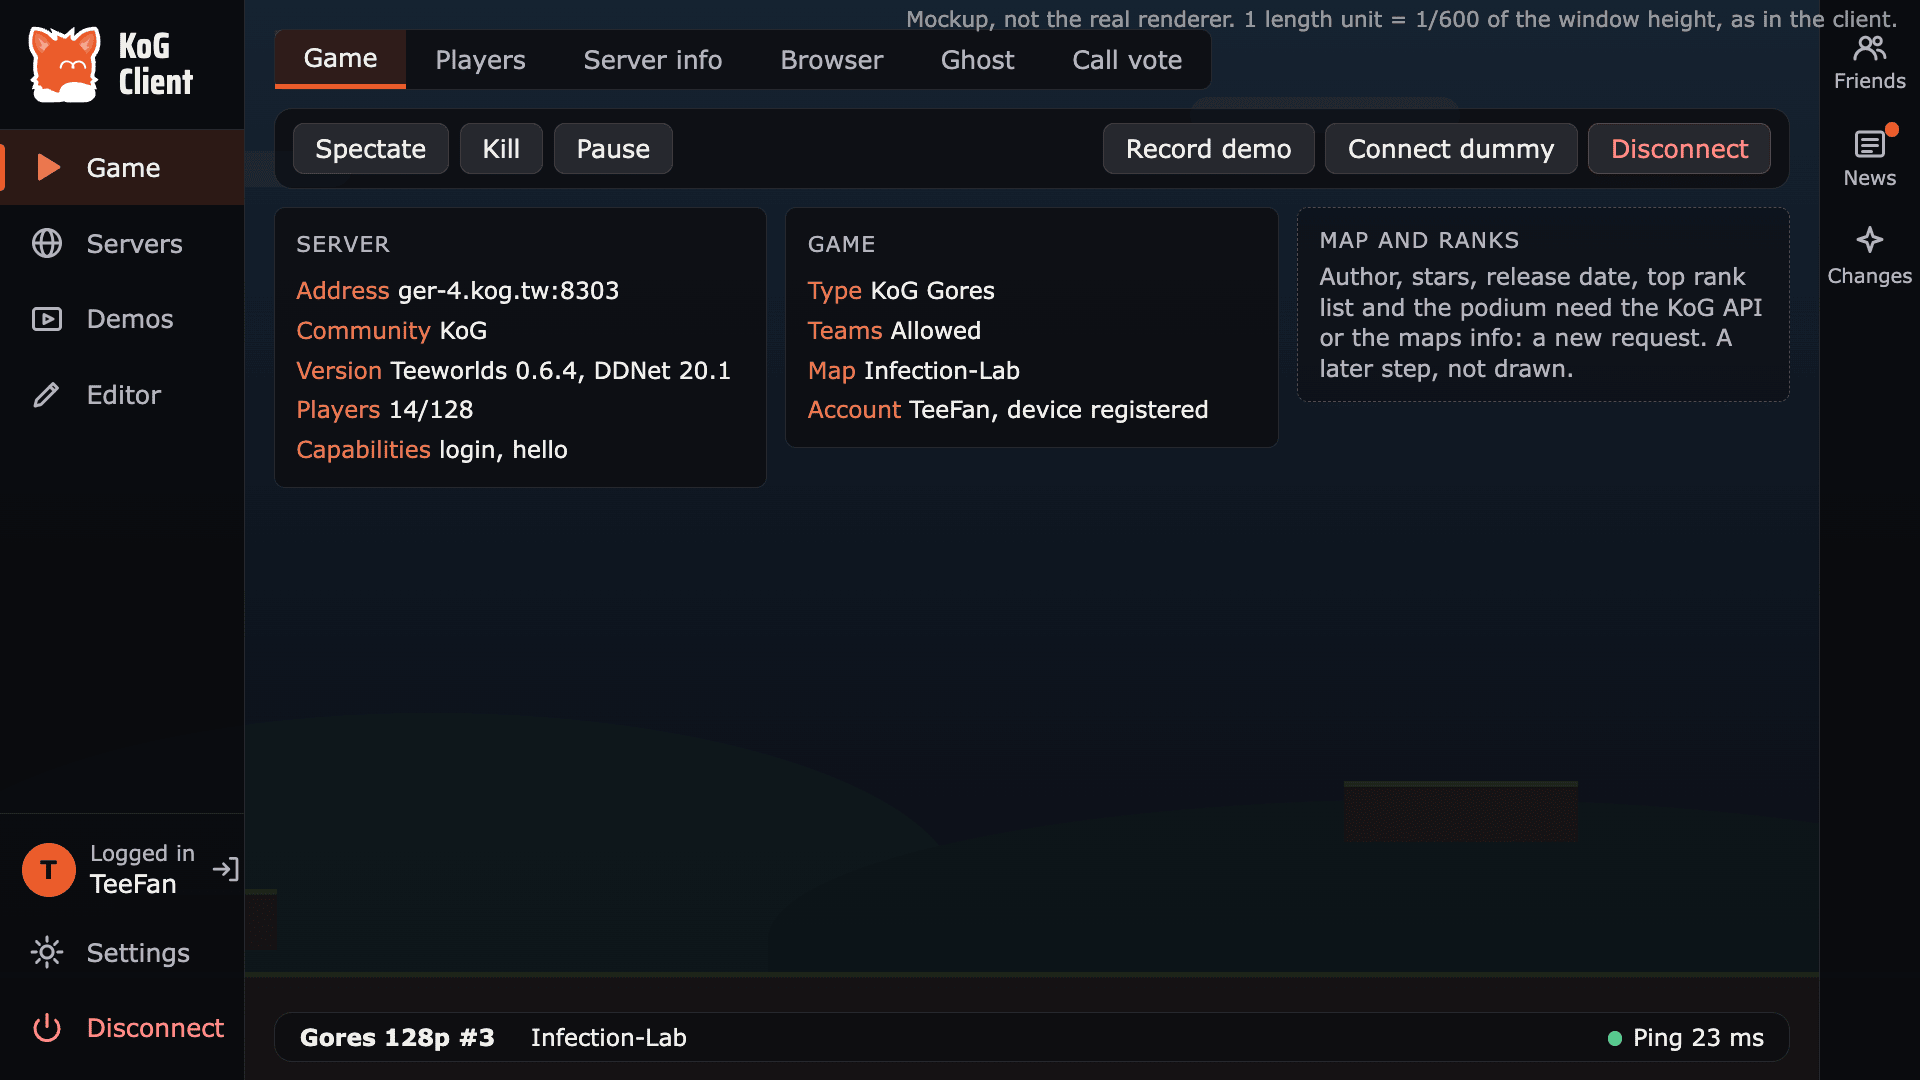 Mockup, not the real renderer. 1 length unit = 1/600 of the window height, as in the client.
KoG
Client
Game
Servers
Demos
Editor
Logged in
T
TeeFan
Settings
Disconnect
Game
Players
Server info
Browser
Ghost
Call vote
Spectate
Kill
Pause
Record demo
Connect dummy
Disconnect
SERVER
Address ger-4.kog.tw:8303
Community KoG
Version Teeworlds 0.6.4, DDNet 20.1
Players 14/128
Capabilities login, hello
GAME
Type KoG Gores
Teams Allowed
Map Infection-Lab
Account TeeFan, device registered
MAP AND RANKS
Author, stars, release date, top rank
list and the podium need the KoG API
or the maps info: a new request. A
later step, not drawn.
Gores 128p #3
Infection-Lab
Ping 23 ms
Friends
News
Changes